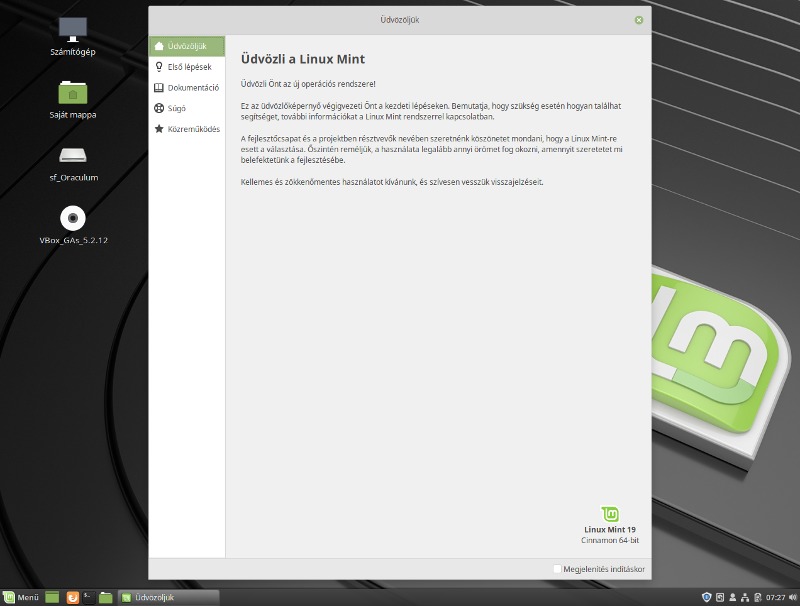 Üdvözöljük
Számítógép
Saját mappa
sf_Oraculum
VBox_GAs_5.2.12
Üdvözöljük
Első lépések
Dokumentáció
Súgó
Közreműködés
Üdvözli a Linux Mint
Üdvözli Önt az új operációs rendszere!
Ez az üdvözlőképernyő végigvezeti Önt a kezdeti lépéseken. Bemutatja, hogy szükség esetén hogyan találhat
segítséget, további információkat a Linux Mint rendszerrel kapcsolatban.
A fejlesztőcsapat és a projektben résztvevők nevében szeretnénk köszönetet mondani, hogy a Linux Mint-re
esett a választása. Őszintén reméljük, a használata legalább annyi örömet fog okozni, amennyit szeretetet mi
belefektetünk a fejlesztésébe.
Kellemes és zökkenőmentes használatot kívánunk, és szívesen vesszük visszajelzéseit.
Linux Mint 19
Cinnamon 64-bit
Megjelenítés indításkor
Menü
Üdvözöljük
07:27